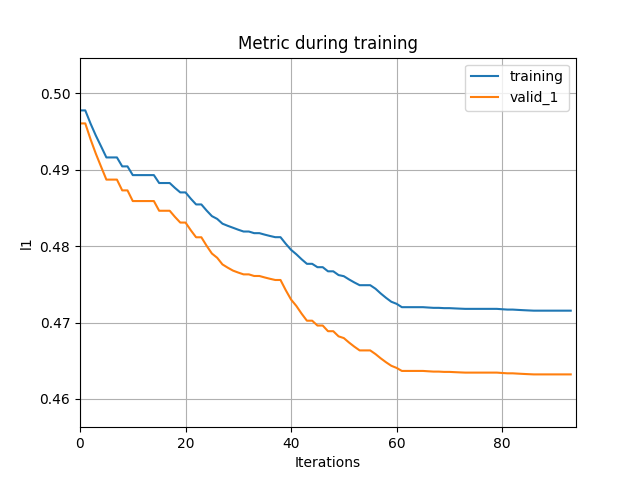 Metric during training
training
valid_1
0.50
0.49
0.48
0.47
0.46
l1
0 20 40 60 80
Iterations